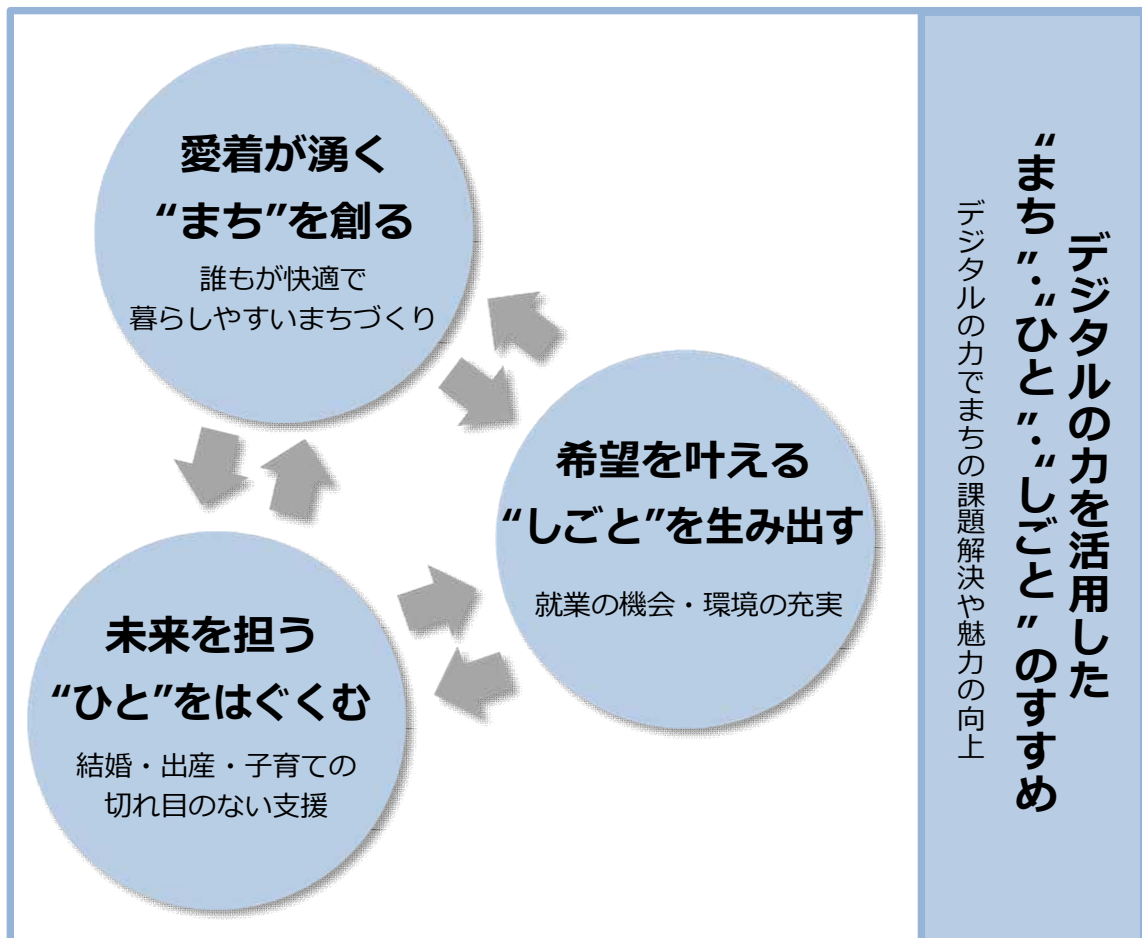 愛着が湧く
“まち”を創る
誰もが快適で
暮らしやすいまちづくり
希望を叶える
“しごと”を生み出す
就業の機会・環境の充実
未来を担う
“ひと”をはぐくむ
結婚・出産・子育ての
切れ目のない支援
デジタルの力を活用した
“まち”・“ひと”・“しごと”のすすめ
デジタルの力でまちの課題解決や魅力の向上